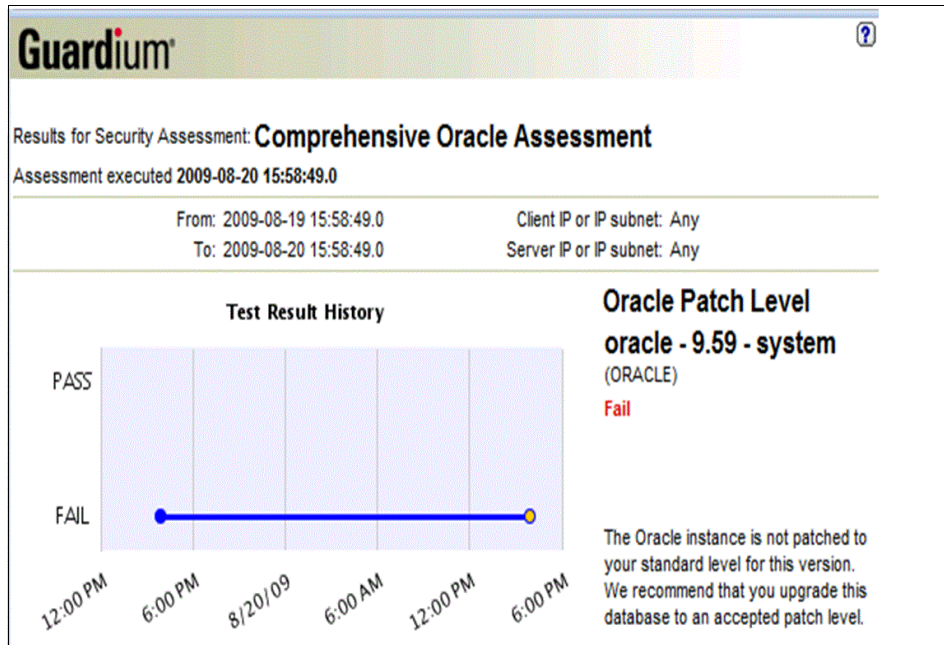 Guardium
?
Results for Security Assessment: Comprehensive Oracle Assessment
Assessment executed 2009-08-20 15:58:49.0
From: 2009-08-19 15:58:49.0
Client IP or IP subnet: Any
To: 2009-08-20 15:58:49.0
Server IP or IP subnet: Any
Test Result History
PASS
FAIL
12:00 PM
6:00 PM
8/20/09
6:00 AM
12:00 PM
6:00 PM
Oracle Patch Level
oracle - 9.59 - system
(ORACLE)
Fail
The Oracle instance is not patched to
your standard level for this version.
We recommend that you upgrade this
database to an accepted patch level.